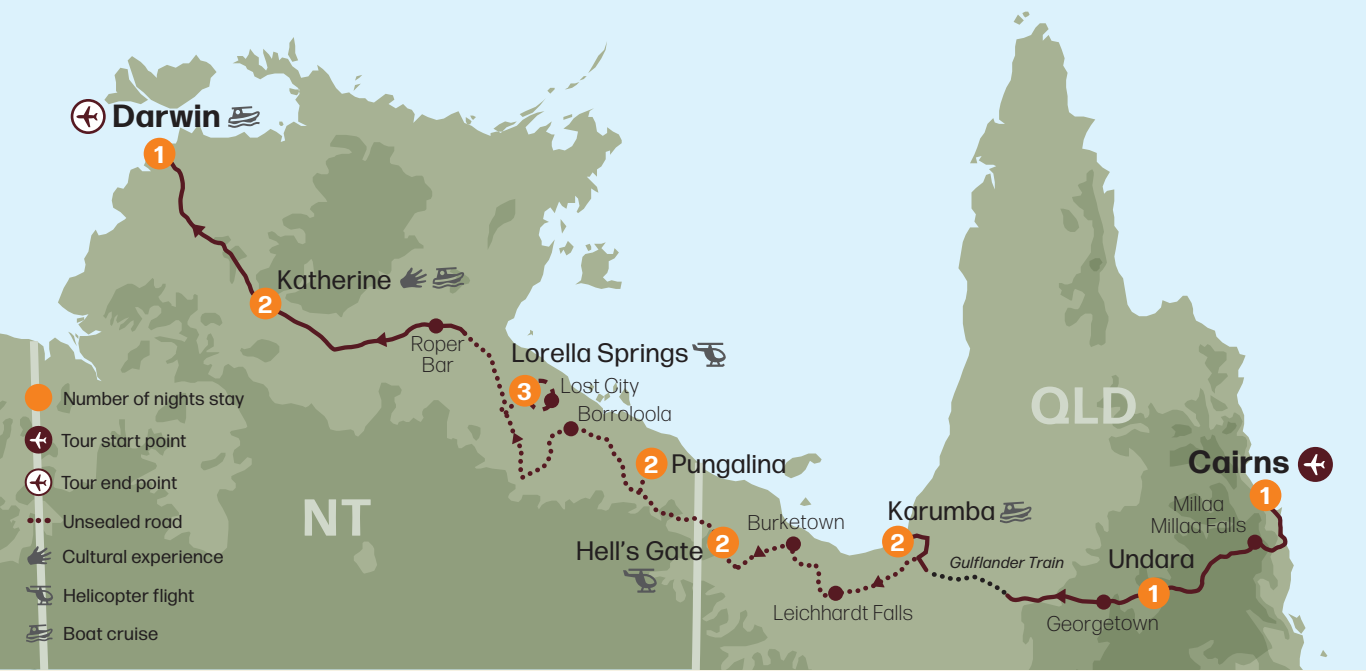 Darwin
1
Katherine
2
Roper
Bar
Lorella Springs
3
Lost City
Borroloola
2
Pungalina
QLD
NT
Cairns
1
Millaa
Millaa Falls
Karumba
2
Burketown
Hell's Gate
2
Gulflander Train
Undara
1
Leichhardt Falls
Georgetown
Number of nights stay
Tour start point
Tour end point
Unsealed road
Cultural experience
Helicopter flight
Boat cruise